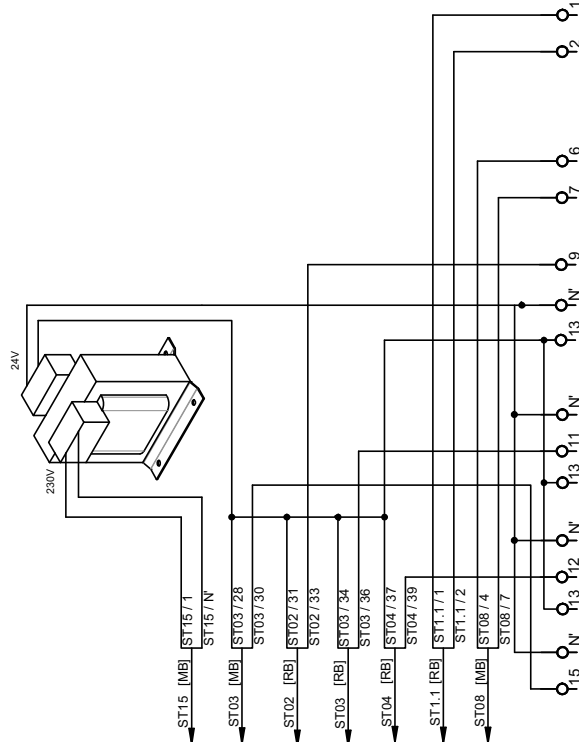 24V
230V
ST15 / 1
ST15 / N'
ST03 / 28
ST03 / 30
ST02 / 31
ST02 / 33
ST03 / 34
ST03 / 36
ST04 / 37
ST04 / 39
ST1.1 / 1
ST1.1 / 2
ST08 / 4
ST08 / 7
ST15 [MB]
ST03 [MB]
ST02 [RB]
ST03 [RB]
ST04 [RB]
ST1.1 [RB]
ST08 [MB]
1
2
6
7
9
N'
13
N'
11
13
N'
12
13
N'
15